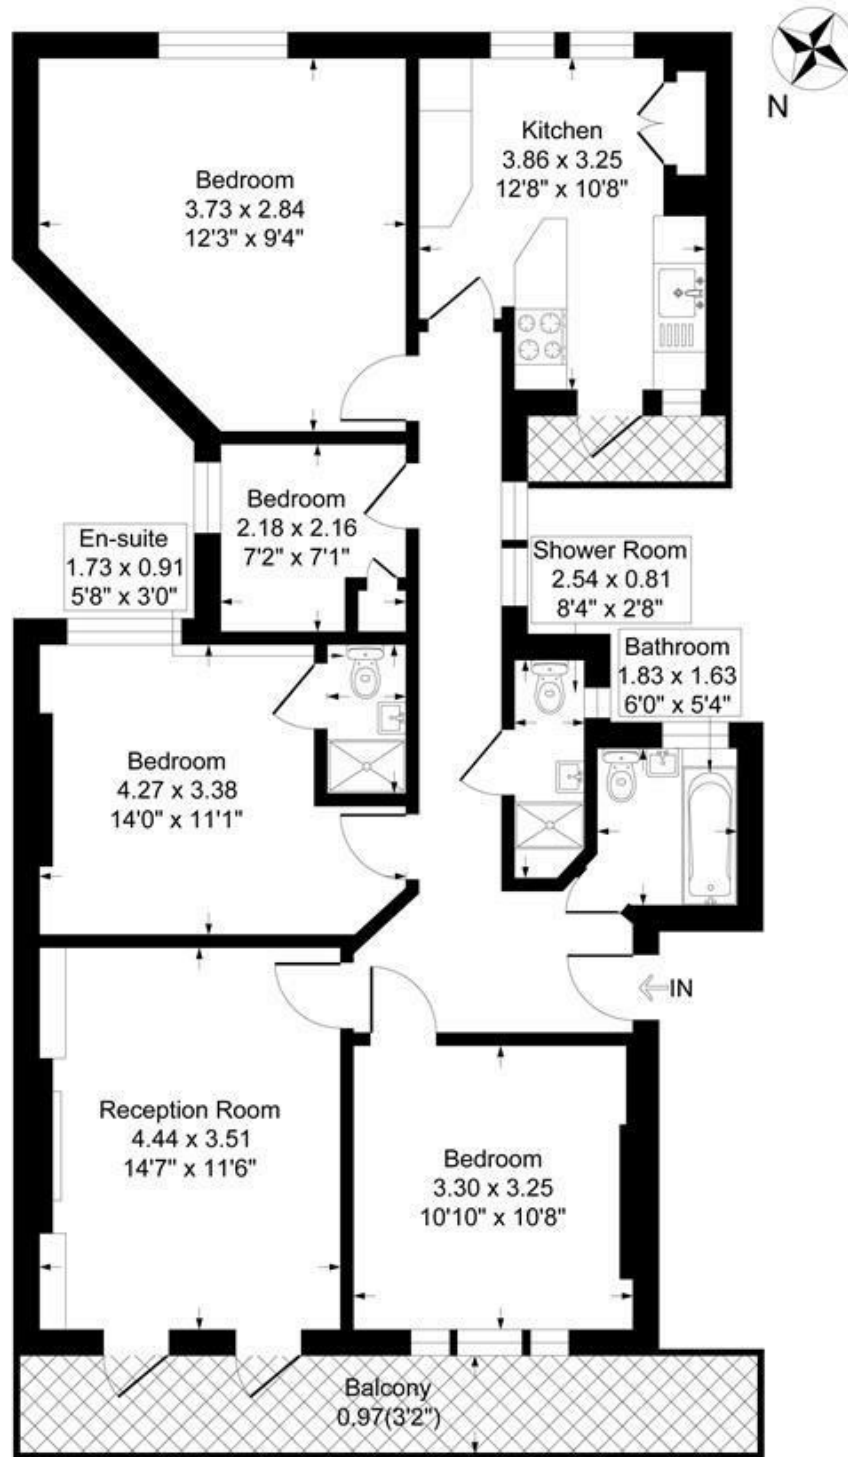 N
Kitchen
3.86 x 3.25
12'8" x 10'8"
Bedroom
3.73 x 2.84
12'3" x 9'4"
Bedroom
2.18 x 2.16
7'2" x 7'1"
En-suite
1.73 x 0.91
5'8" x 3'0"
Shower Room
2.54 x 0.81
8'4" x 2'8"
Bathroom
1.83 x 1.63
6'0" x 5'4"
Bedroom
4.27 x 3.38
14'0" x 11'1"
IN
Reception Room
4.44 x 3.51
14'7" x 11'6"
Bedroom
3.30 x 3.25
10'10" x 10'8"
Balcony
0.97(3'2")